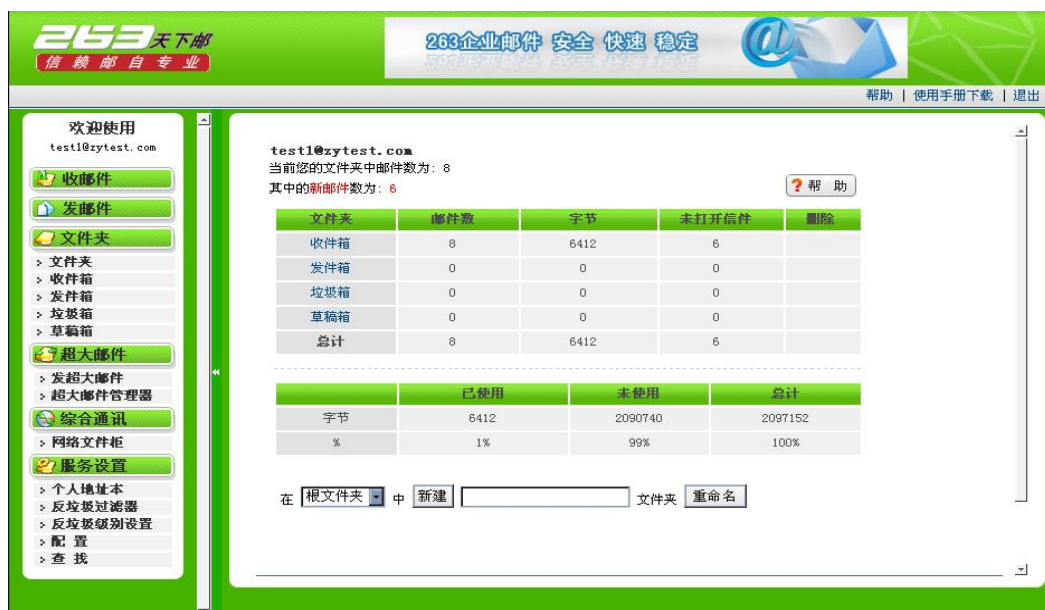 263天下邮
信赖邮自专业
263企业邮件 安全 快速 稳定
帮助 | 使用手册下载 | 退出
欢迎使用
test1@zytest.com
收邮件
发邮件
文件夹
文件夹
收件箱
发件箱
垃圾箱
草稿箱
超大邮件
发超大邮件
超大邮件管理器
综合通讯
网络文件柜
服务设置
个人地址本
反垃圾过滤器
反垃圾级别设置
配 置
查 找
test1@zytest.com
当前您的文件夹中邮件数为: 8
其中的新邮件数为: 6
? 帮 助
文件夹 邮件数 字节 未打开信件 删除
收件箱 8 6412 6
发件箱 0 0 0
垃圾箱 0 0 0
草稿箱 0 0 0
总计 8 6412 6
已使用 未使用 总计
字节 6412 2090740 2097152
% 1% 99% 100%
在 根文件夹 中 新建 文件夹 重命名